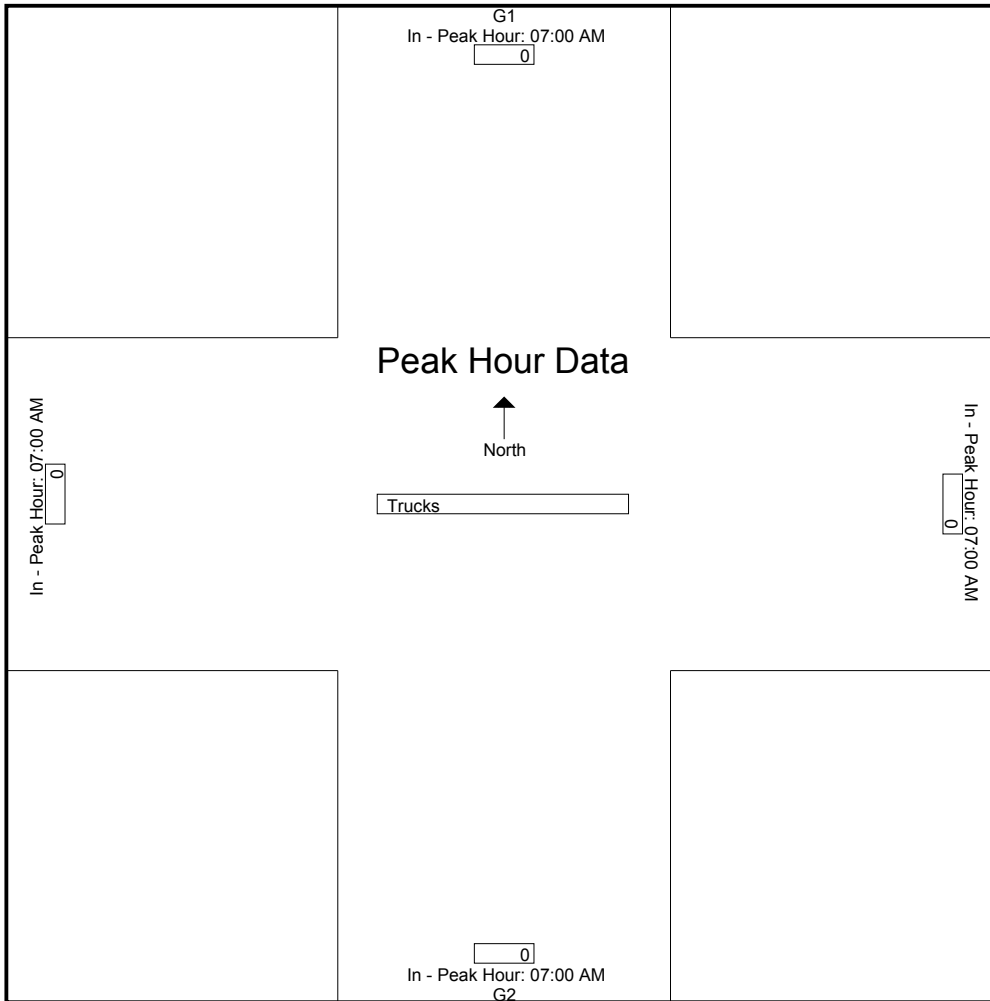 G1
In - Peak Hour: 07:00 AM
0
Peak Hour Data
North
In - Peak Hour: 07:00 AM
0
Trucks
0
In - Peak Hour: 07:00 AM
0
In - Peak Hour: 07:00 AM
G2